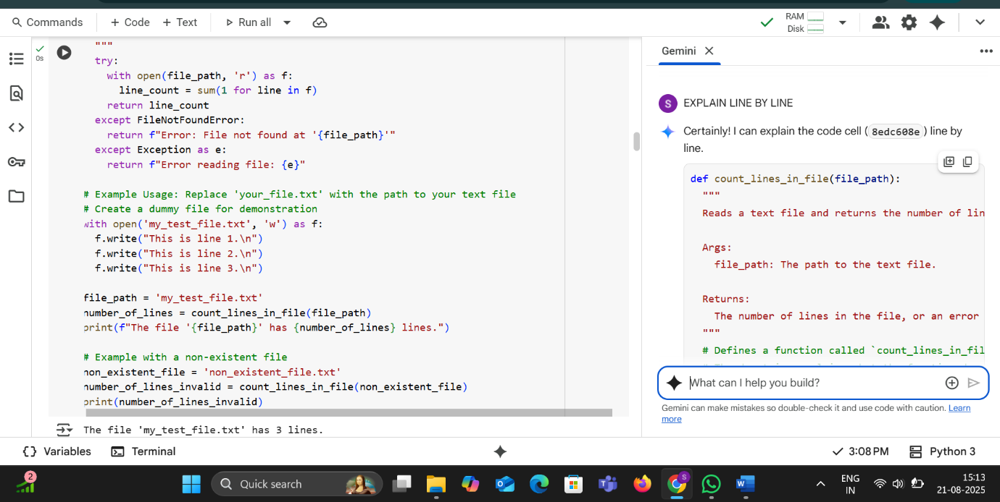 Commands
+ Code
+ Text
Run all
RAM
Disk
0s
"""
try:
with open(file_path, 'r') as f:
line_count = sum(1 for line in f)
return line_count
except FileNotFoundError:
return f"Error: File not found at '{file_path}'"
except Exception as e:
return f"Error reading file: {e}"
# Example Usage: Replace 'your_file.txt' with the path to your text file
# Create a dummy file for demonstration
with open('my_test_file.txt', 'w') as f:
f.write("This is line 1.\n")
f.write("This is line 2.\n")
f.write("This is line 3.\n")
file_path = 'my_test_file.txt'
number_of_lines = count_lines_in_file(file_path)
print(f"The file '{file_path}' has {number_of_lines} lines.")
# Example with a non-existent file
non_existent_file = 'non_existent_file.txt'
number_of_lines_invalid = count_lines_in_file(non_existent_file)
print(number_of_lines_invalid)
The file 'my_test_file.txt' has 3 lines.
Gemini
S
EXPLAIN LINE BY LINE
Certainly! I can explain the code cell ( 8edc608e ) line by
line.
def count_lines_in_file(file_path):
"""
Reads a text file and returns the number of lin
Args:
file_path: The path to the text file.
Returns:
The number of lines in the file, or an error
"""
# Defines a function called `count_lines_in_fil
What can I help you build?
Gemini can make mistakes so double-check it and use code with caution. Learn
more
{} Variables
Terminal
3:08 PM
Python 3
2
Quick search
S
W
ENG
IN
15:13
21-08-2025